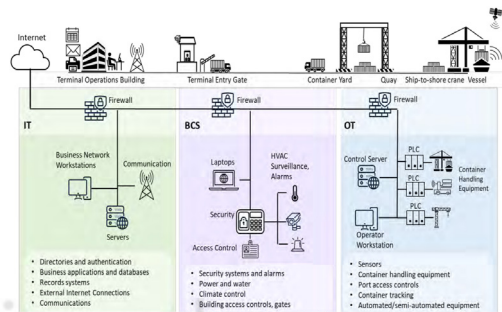 Internet
Terminal Operations Building
Terminal Entry Gate
Container Yard
Quay
Ship-to-shore crane
Vessel
Firewall
Firewall
Firewall
IT
Business Network
Workstations
Communication
Servers
• Directories and authentication
• Business applications and databases
• Records systems
• External Internet Connections
• Communications
BCS
Laptops
HVAC
Surveillance,
Alarms
Security
Access Control
• Security systems and alarms
• Power and water
• Climate control
• Building access controls, gates
OT
Control Server
PLC
PLC
PLC
Container
Handling
Equipment
Operator
Workstation
• Sensors
• Container handling equipment
• Port access controls
• Container tracking
• Automated/semi-automated equipment